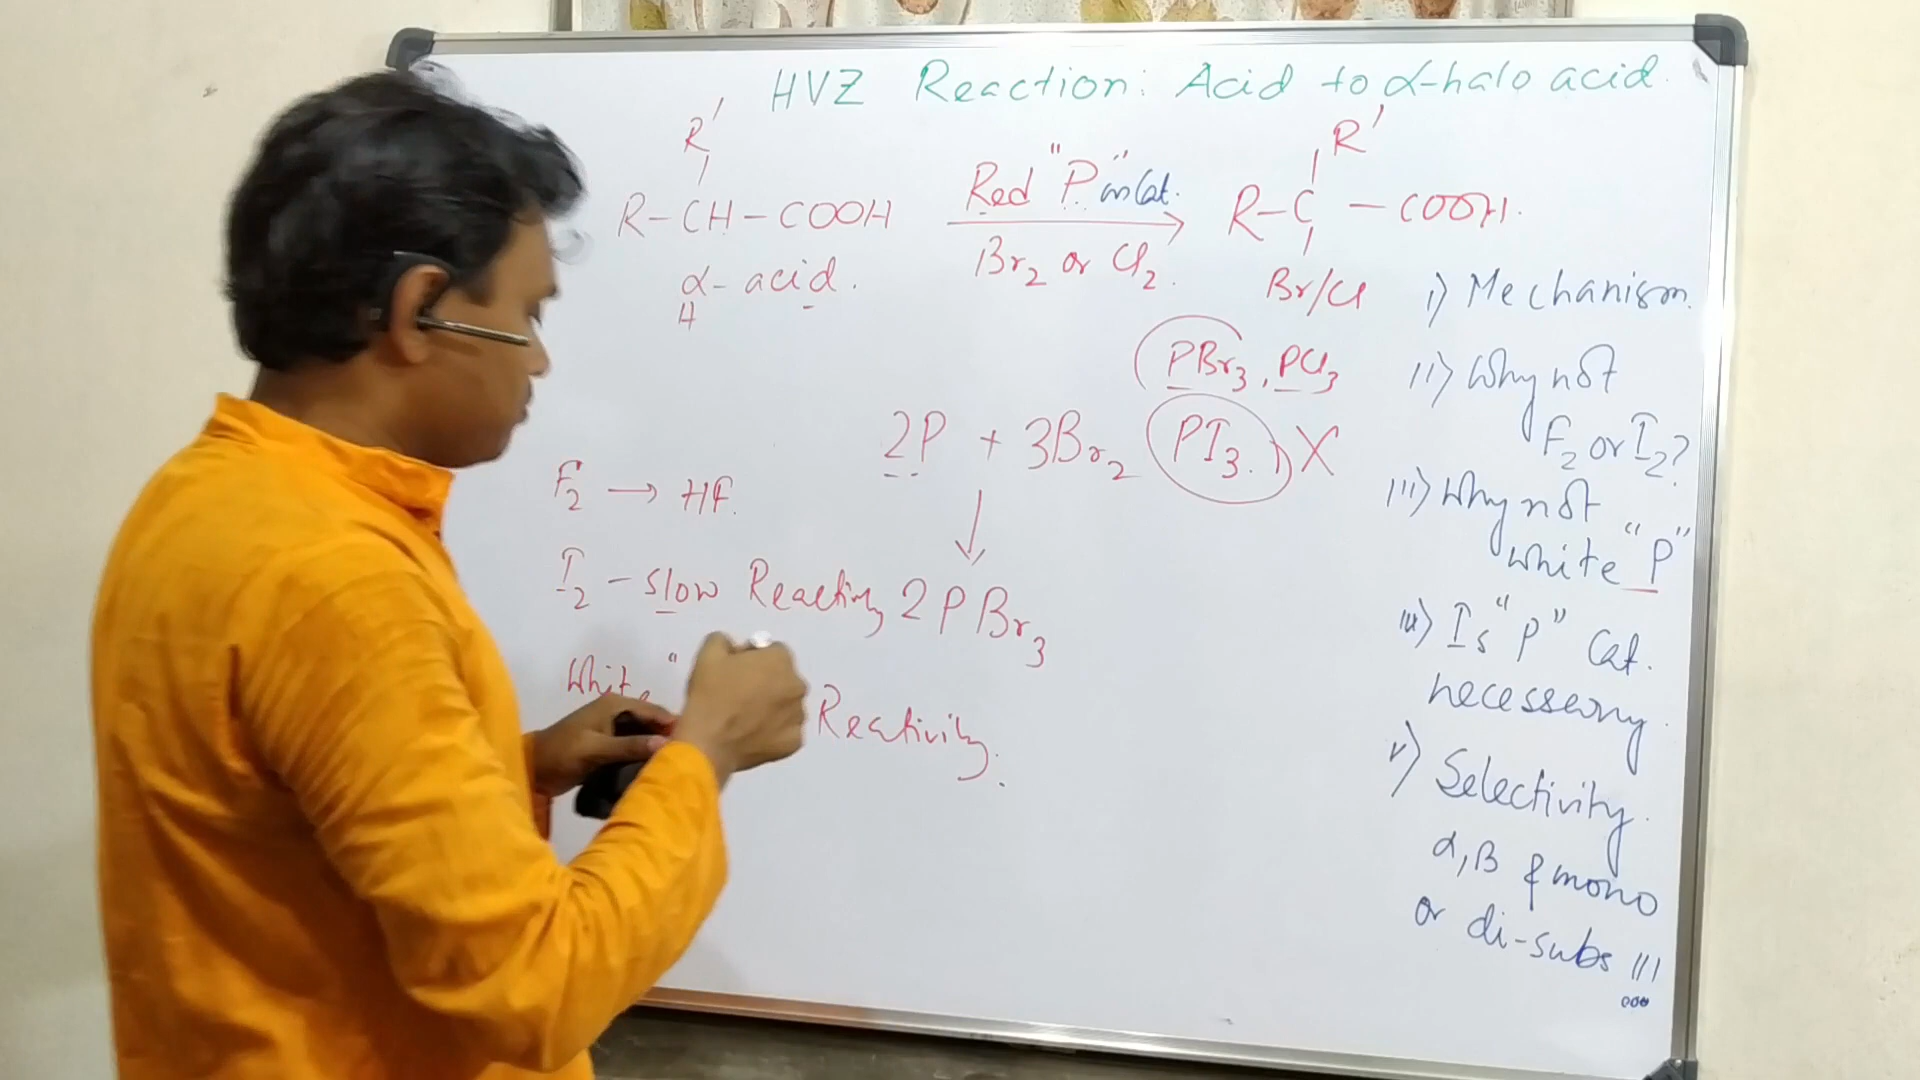 HVZ Reaction: Acid to α-halo acid.
R'
R-CH-COOH
α-acid.
H
Red "P" as Cat.
Br2 or Cl2.
R'
R-C-COOH.
Br/Cl
PBr3, PCl3
PI3. X
2P + 3Br2
2PBr3
F2 → HF.
I2 - slow Reacting
White "
Reactivity.
i) Mechanism.
ii) Why not
F2 or I2?
iii) Why not
white "P"
Is "P" Cat.
necessary.
v) Selectivity.
α, β & mono
or di-subs !!!